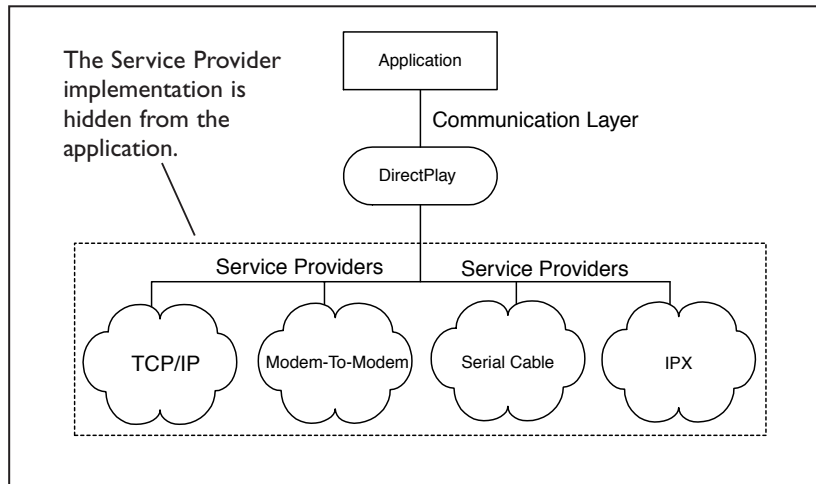 The Service Provider
implementation is
hidden from the
application.
Application
Communication Layer
DirectPlay
Service Providers
Service Providers
TCP/IP
Modem-To-Modem
Serial Cable
IPX